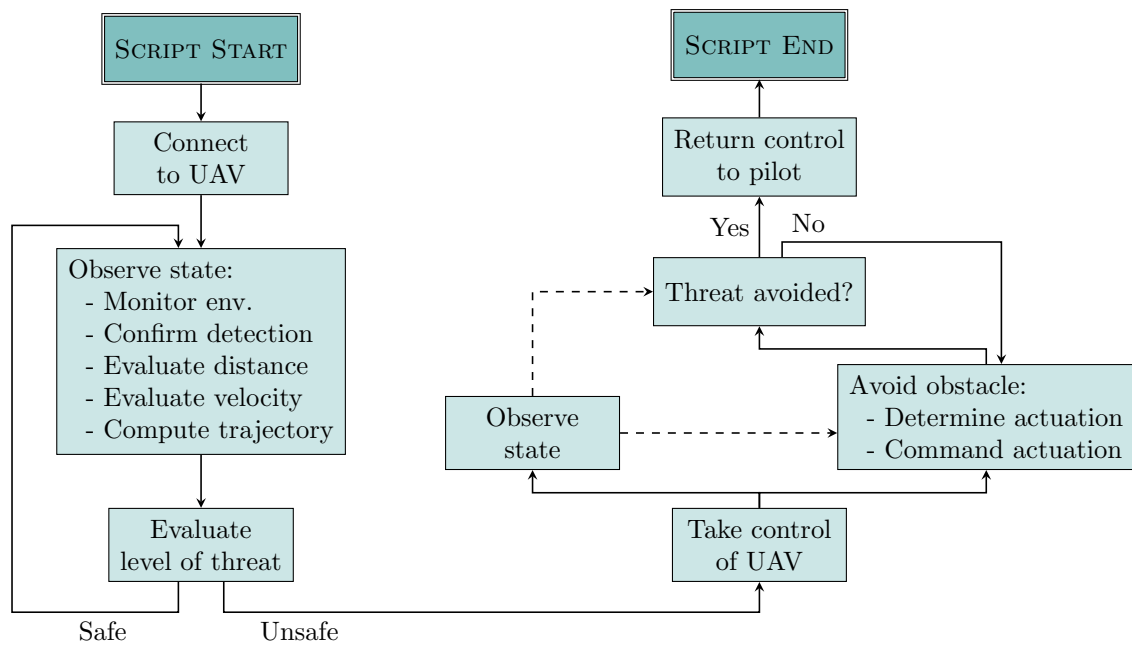 SCRIPT START
Connect
to UAV
Observe state:
- Monitor env.
- Confirm detection
- Evaluate distance
- Evaluate velocity
- Compute trajectory
Evaluate
level of threat
Safe
Unsafe
SCRIPT END
Return control
to pilot
Yes
No
Threat avoided?
Observe
state
Avoid obstacle:
- Determine actuation
- Command actuation
Take control
of UAV